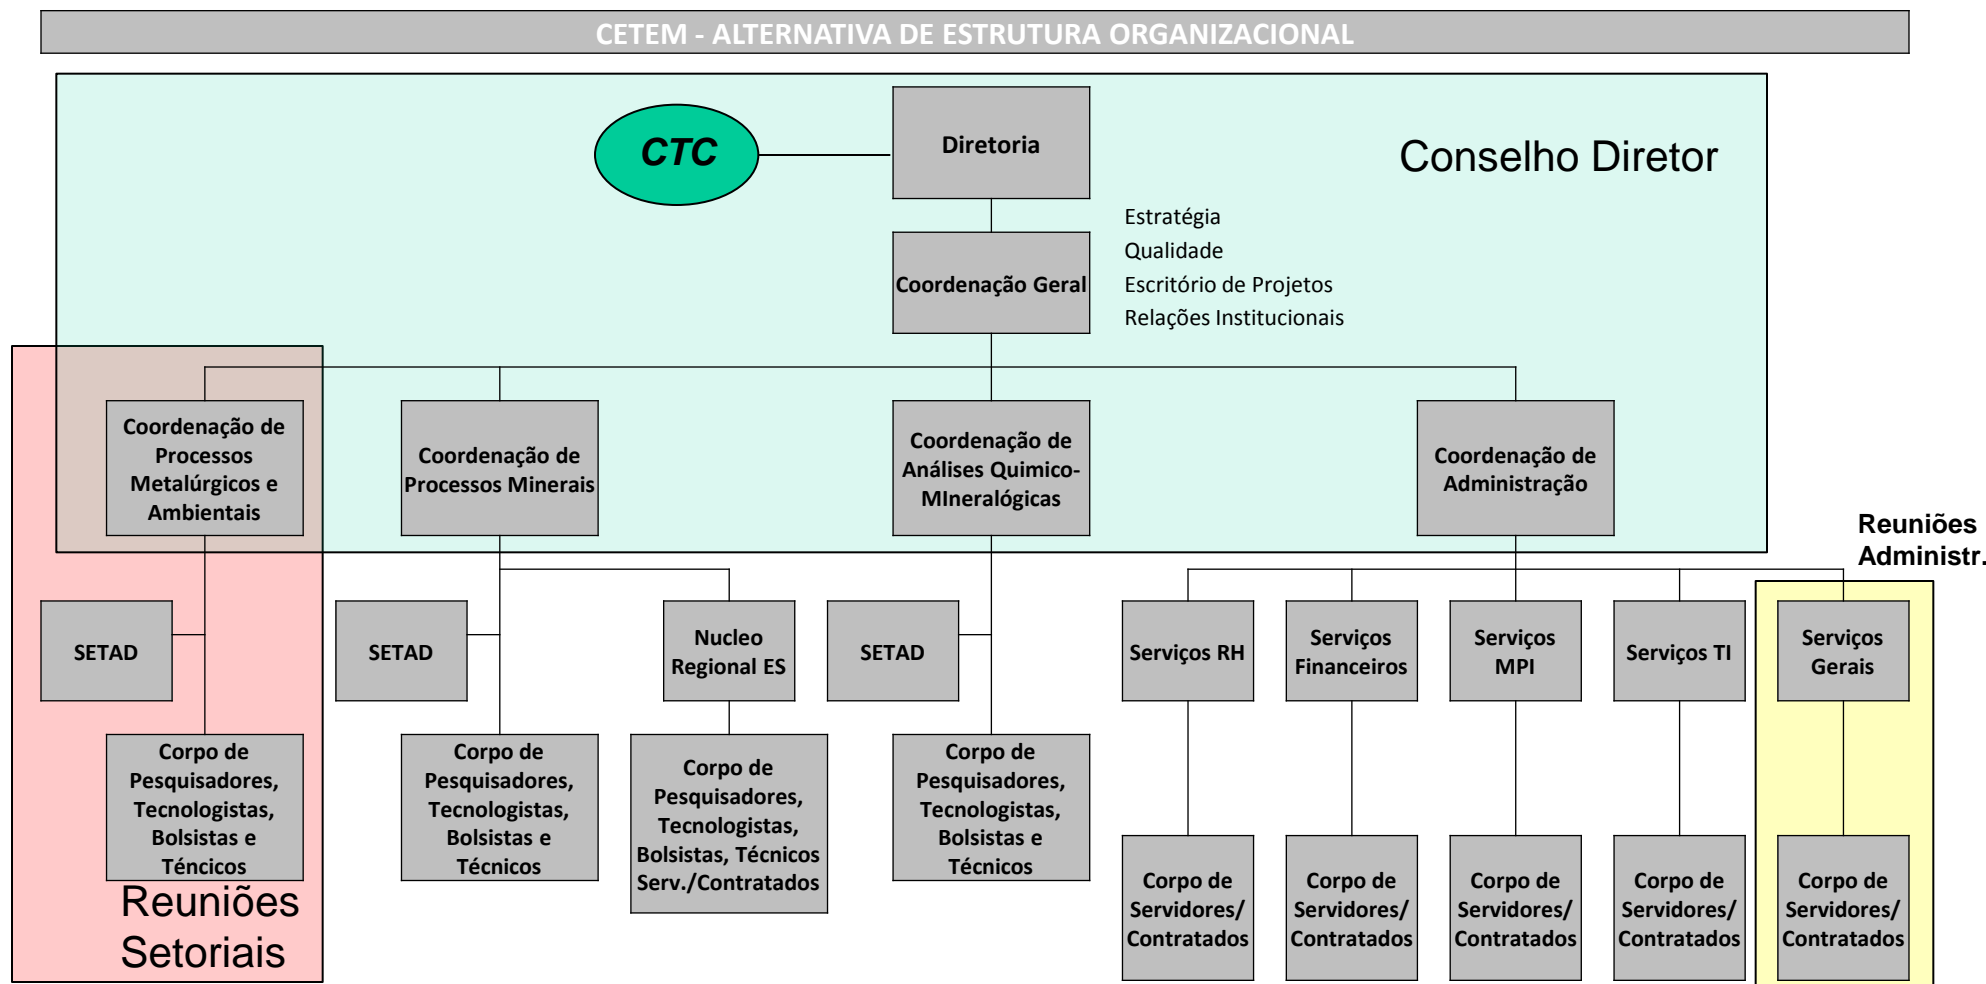 CETEM - ALTERNATIVA DE ESTRUTURA ORGANIZACIONAL
CTC
Diretoria
Conselho Diretor
Coordenação Geral
Estratégia
Qualidade
Escritório de Projetos
Relações Institucionais
Coordenação de
Processos
Metalúrgicos e
Ambientais
Coordenação de
Processos Minerais
Coordenação de
Análises Quimico-
MIneralógicas
Coordenação de
Administração
Reuniões
Administr.
SETAD
SETAD
Nucleo
Regional ES
SETAD
Serviços RH
Serviços
Financeiros
Serviços
MPI
Serviços TI
Serviços
Gerais
Corpo de
Pesquisadores,
Tecnologistas,
Bolsistas e
Téncicos
Corpo de
Pesquisadores,
Tecnologistas,
Bolsistas e
Técnicos
Corpo de
Pesquisadores,
Tecnologistas,
Bolsistas, Técnicos
Serv./Contratados
Corpo de
Pesquisadores,
Tecnologistas,
Bolsistas e
Técnicos
Corpo de
Servidores/
Contratados
Corpo de
Servidores/
Contratados
Corpo de
Servidores/
Contratados
Corpo de
Servidores/
Contratados
Corpo de
Servidores/
Contratados
Reuniões
Setoriais